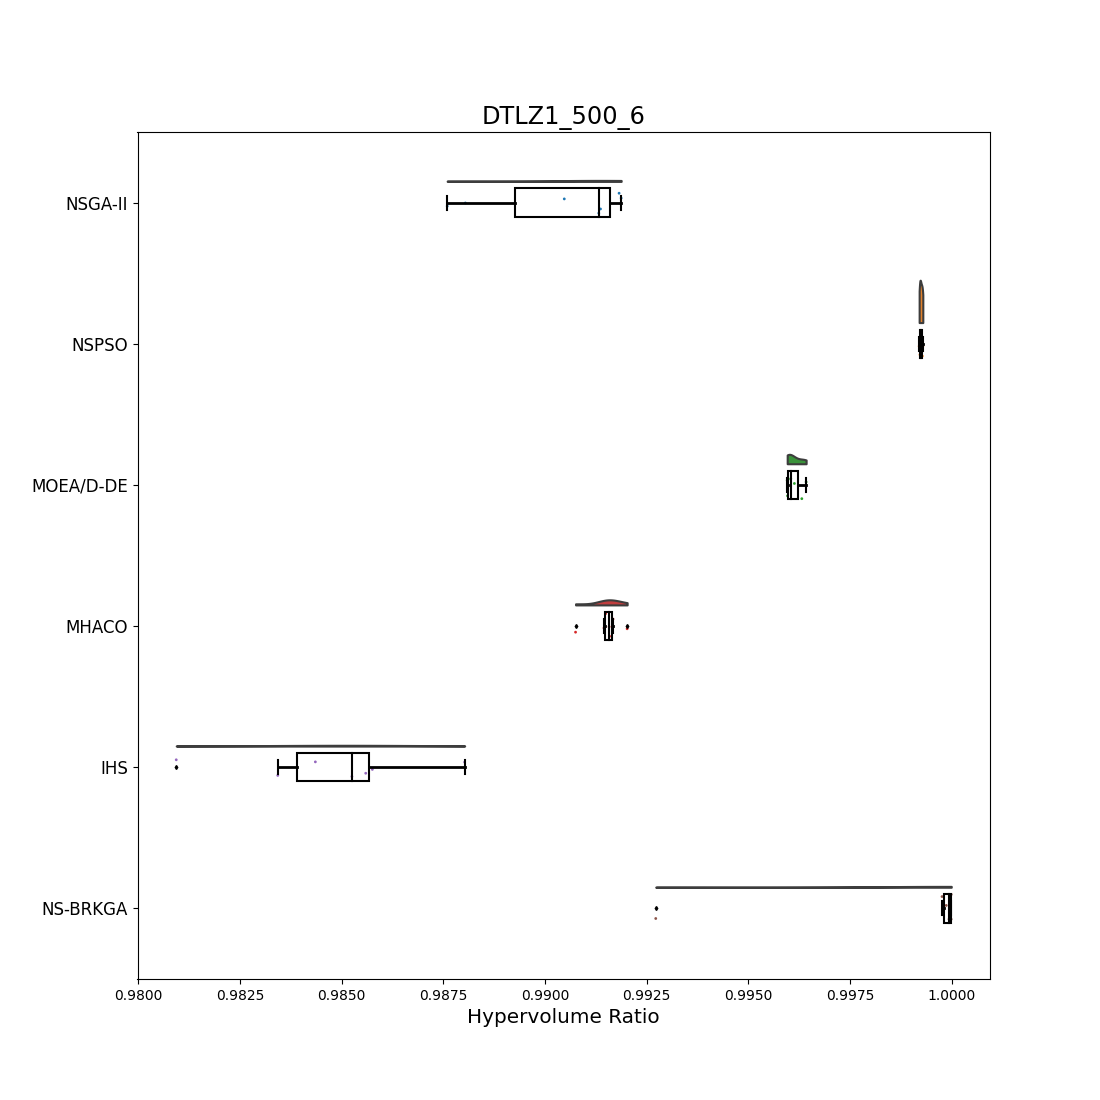 DTLZ1_500_6
NSGA-II
NSPSO
MOEA/D-DE
MHACO
IHS
NS-BRKGA
0.9800 0.9825 0.9850 0.9875 0.9900 0.9925 0.9950 0.9975 1.0000
Hypervolume Ratio